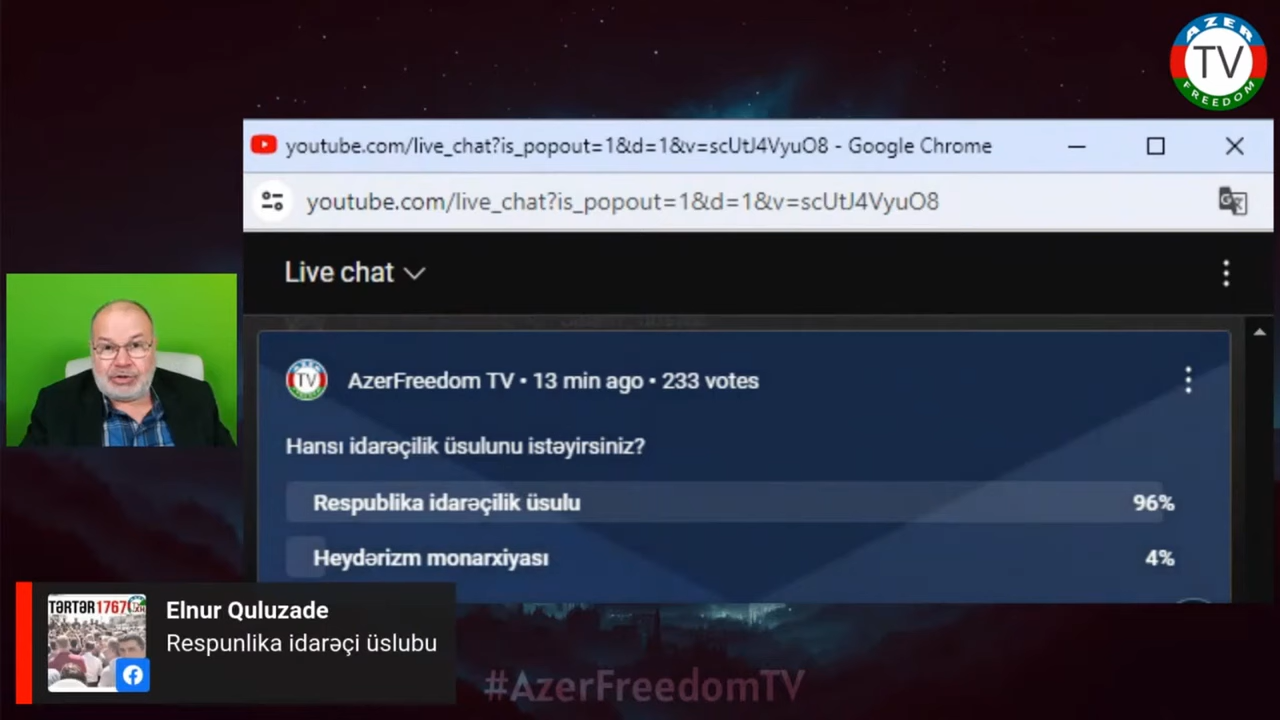 AZER
TV
FREEDOM
youtube.com/live_chat?is_popout=1&d=1&v=scUtJ4VyuO8 - Google Chrome
youtube.com/live_chat?is_popout=1&d=1&v=scUtJ4VyuO8
Live chat
TV
AzerFreedom TV • 13 min ago • 233 votes
Hansı idarəçilik üsulunu istəyirsiniz?
Respublika idarəçilik üsulu 96%
Heydərizm monarxiyası 4%
TƏRTƏR1767
Elnur Quluzade
Respunlika idarəçi üslubu
#AzerFreedomTV